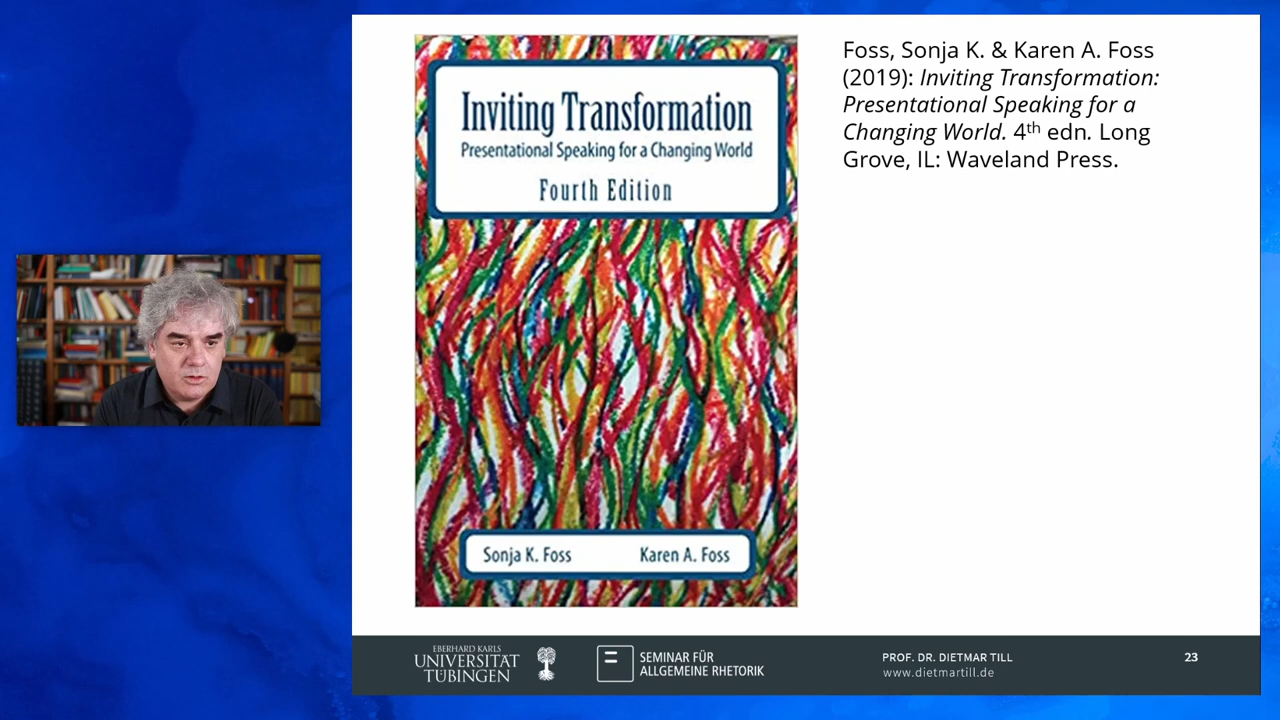 Inviting Transformation
Presentational Speaking for a Changing World
Fourth Edition
Sonja K. Foss
Karen A. Foss
Foss, Sonja K. & Karen A. Foss
(2019): Inviting Transformation:
Presentational Speaking for a
Changing World. 4th edn. Long
Grove, IL: Waveland Press.
EBERHARD KARLS
UNIVERSITÄT
TÜBINGEN
SEMINAR FÜR
ALLGEMEINE RHETORIK
PROF. DR. DIETMAR TILL
www.dietmartill.de
23